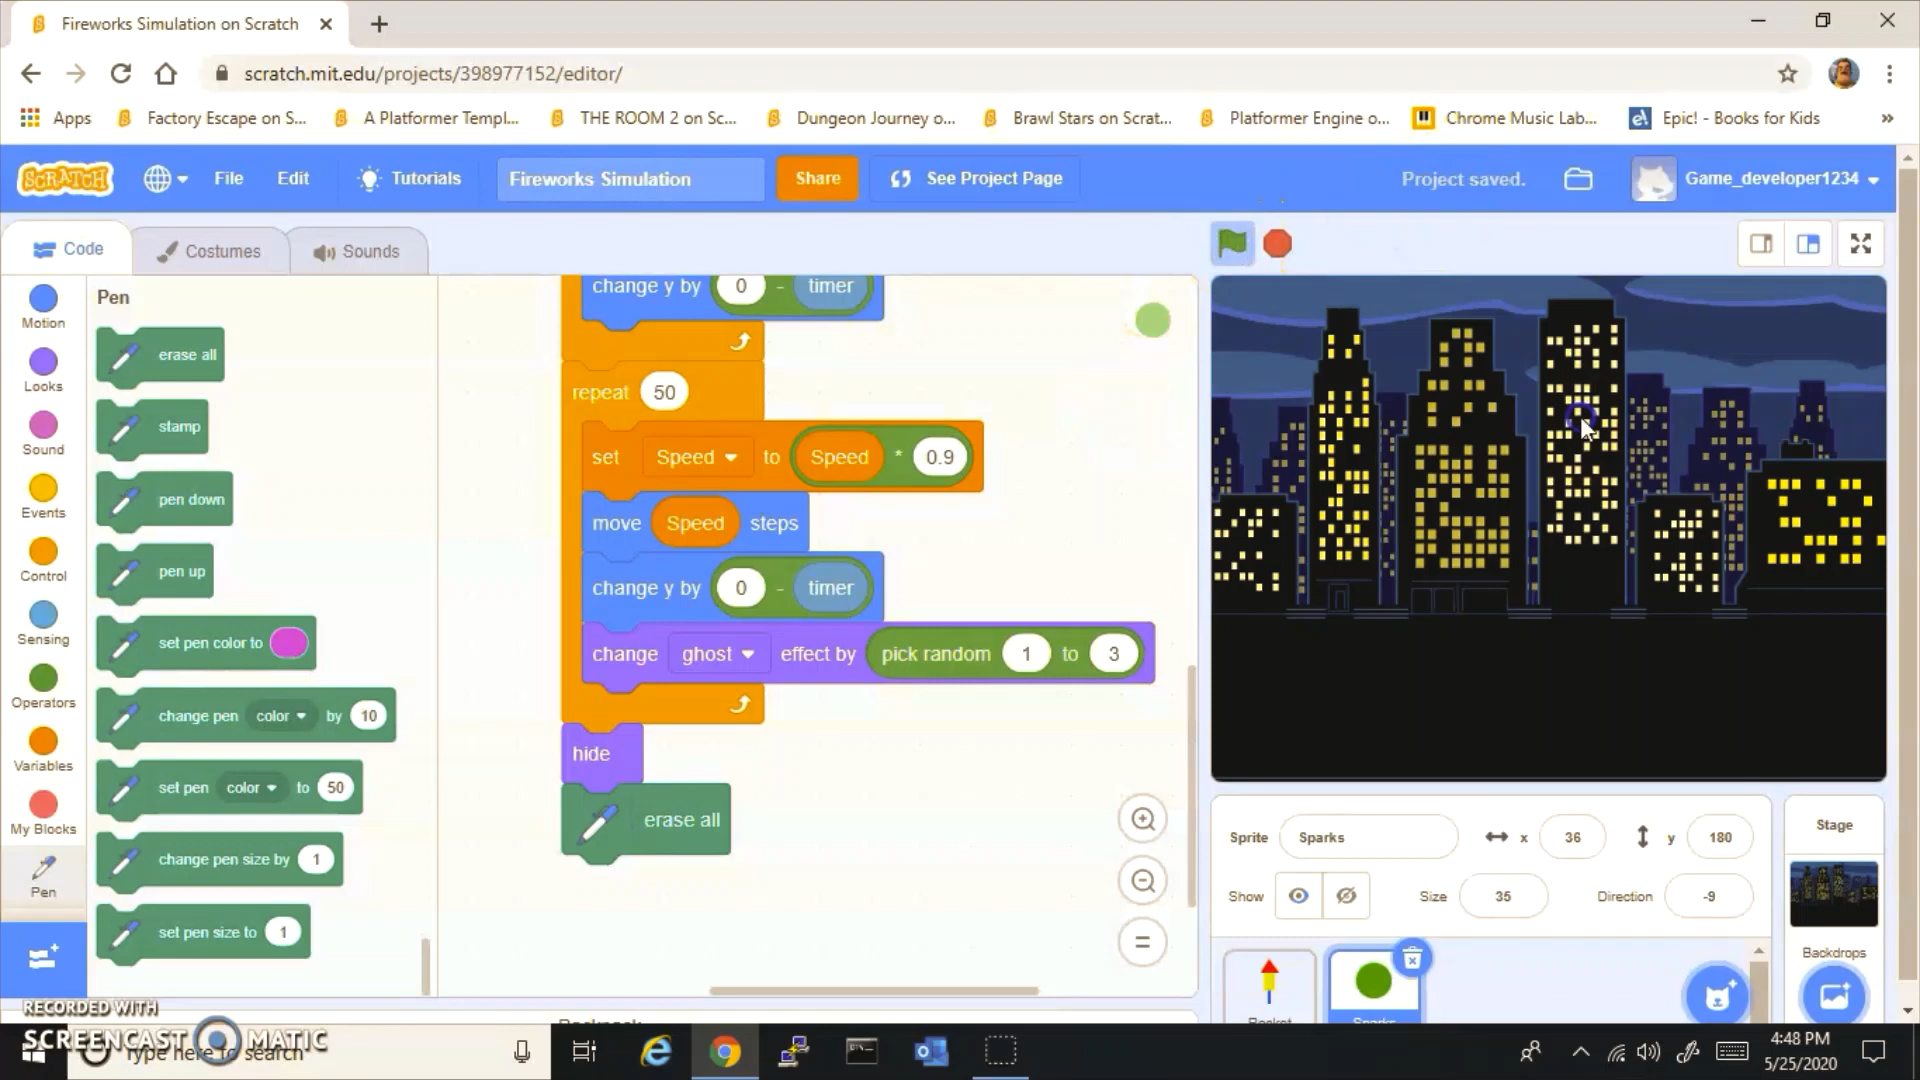 Fireworks Simulation on Scratch
scratch.mit.edu/projects/398977152/editor/
Apps
Factory Escape on S...
A Platformer Templ...
THE ROOM 2 on Sc...
Dungeon Journey o...
Brawl Stars on Scrat...
Platformer Engine o...
Chrome Music Lab...
Epic! - Books for Kids
SCRATCH
File
Edit
Tutorials
Fireworks Simulation
Share
See Project Page
Project saved.
Game_developer1234
Code
Costumes
Sounds
Motion
Looks
Sound
Events
Control
Sensing
Operators
Variables
My Blocks
Pen
Pen
erase all
stamp
pen down
pen up
set pen color to
change pen color by 10
set pen color to 50
change pen size by 1
set pen size to 1
change y by 0 - timer
repeat 50
set Speed to Speed * 0.9
move Speed steps
change y by 0 - timer
change ghost effect by pick random 1 to 3
hide
erase all
Sprite Sparks x 36 y 180
Show Size 35 Direction -9
Stage
Backdrops
RECORDED WITH
SCREENCAST MATIC
Type here to search
4:48 PM
5/25/2020